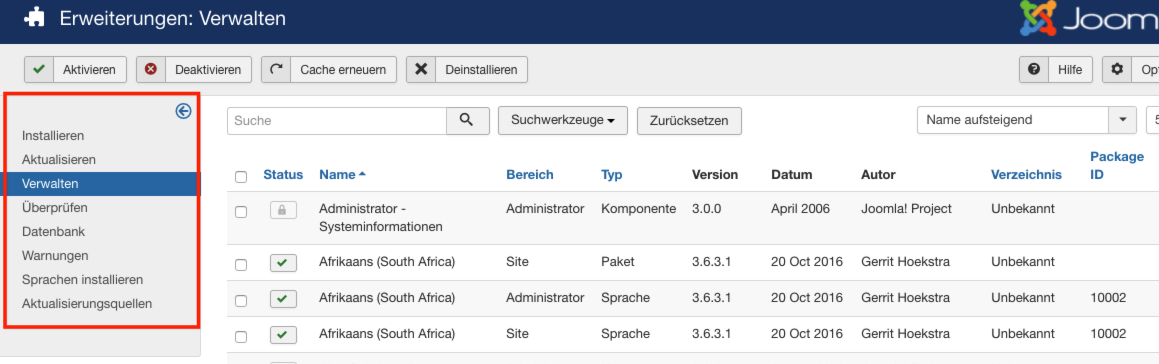 Erweiterungen: Verwalten
Joom
Aktivieren Deaktivieren Cache erneuern Deinstallieren Hilfe Op
Suche Suchwerkzeuge Zurücksetzen Name aufsteigend 5
Installieren
Aktualisieren
Verwalten
Überprüfen
Datenbank
Warnungen
Sprachen installieren
Aktualisierungsquellen
Status Name Bereich Typ Version Datum Autor Verzeichnis Package ID
Administrator - Systeminformationen Administrator Komponente 3.0.0 April 2006 Joomla! Project Unbekannt
Afrikaans (South Africa) Site Paket 3.6.3.1 20 Oct 2016 Gerrit Hoekstra Unbekannt
Afrikaans (South Africa) Administrator Sprache 3.6.3.1 20 Oct 2016 Gerrit Hoekstra Unbekannt 10002
Afrikaans (South Africa) Site Sprache 3.6.3.1 20 Oct 2016 Gerrit Hoekstra Unbekannt 10002